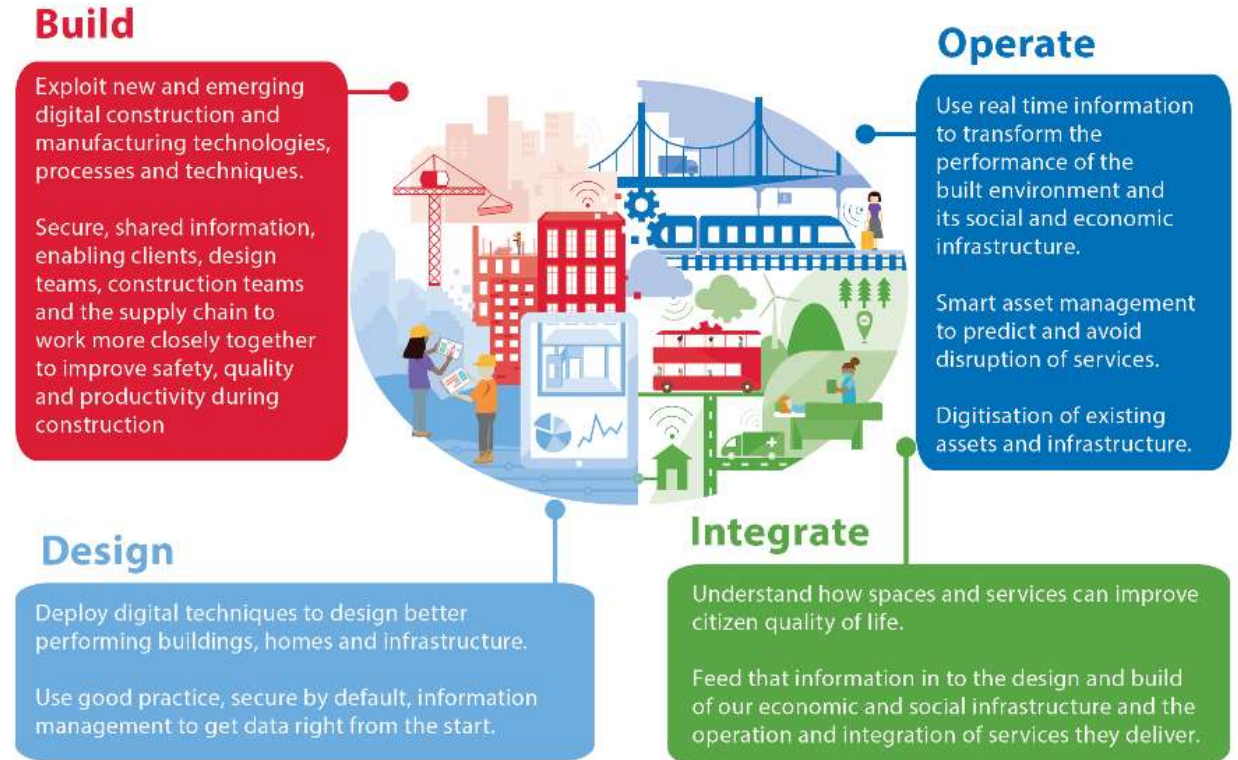 Build
Exploit new and emerging
digital construction and
manufacturing technologies,
processes and techniques.
Secure, shared information,
enabling clients, design
teams, construction teams
and the supply chain to
work more closely together
to improve safety, quality
and productivity during
construction
Operate
Use real time information
to transform the
performance of the
built environment and
its social and economic
infrastructure.
Smart asset management
to predict and avoid
disruption of services.
Digitisation of existing
assets and infrastructure.
Design
Deploy digital techniques to design better
performing buildings, homes and infrastructure.
Use good practice, secure by default, information
management to get data right from the start.
Integrate
Understand how spaces and services can improve
citizen quality of life.
Feed that information in to the design and build
of our economic and social infrastructure and the
operation and integration of services they deliver.